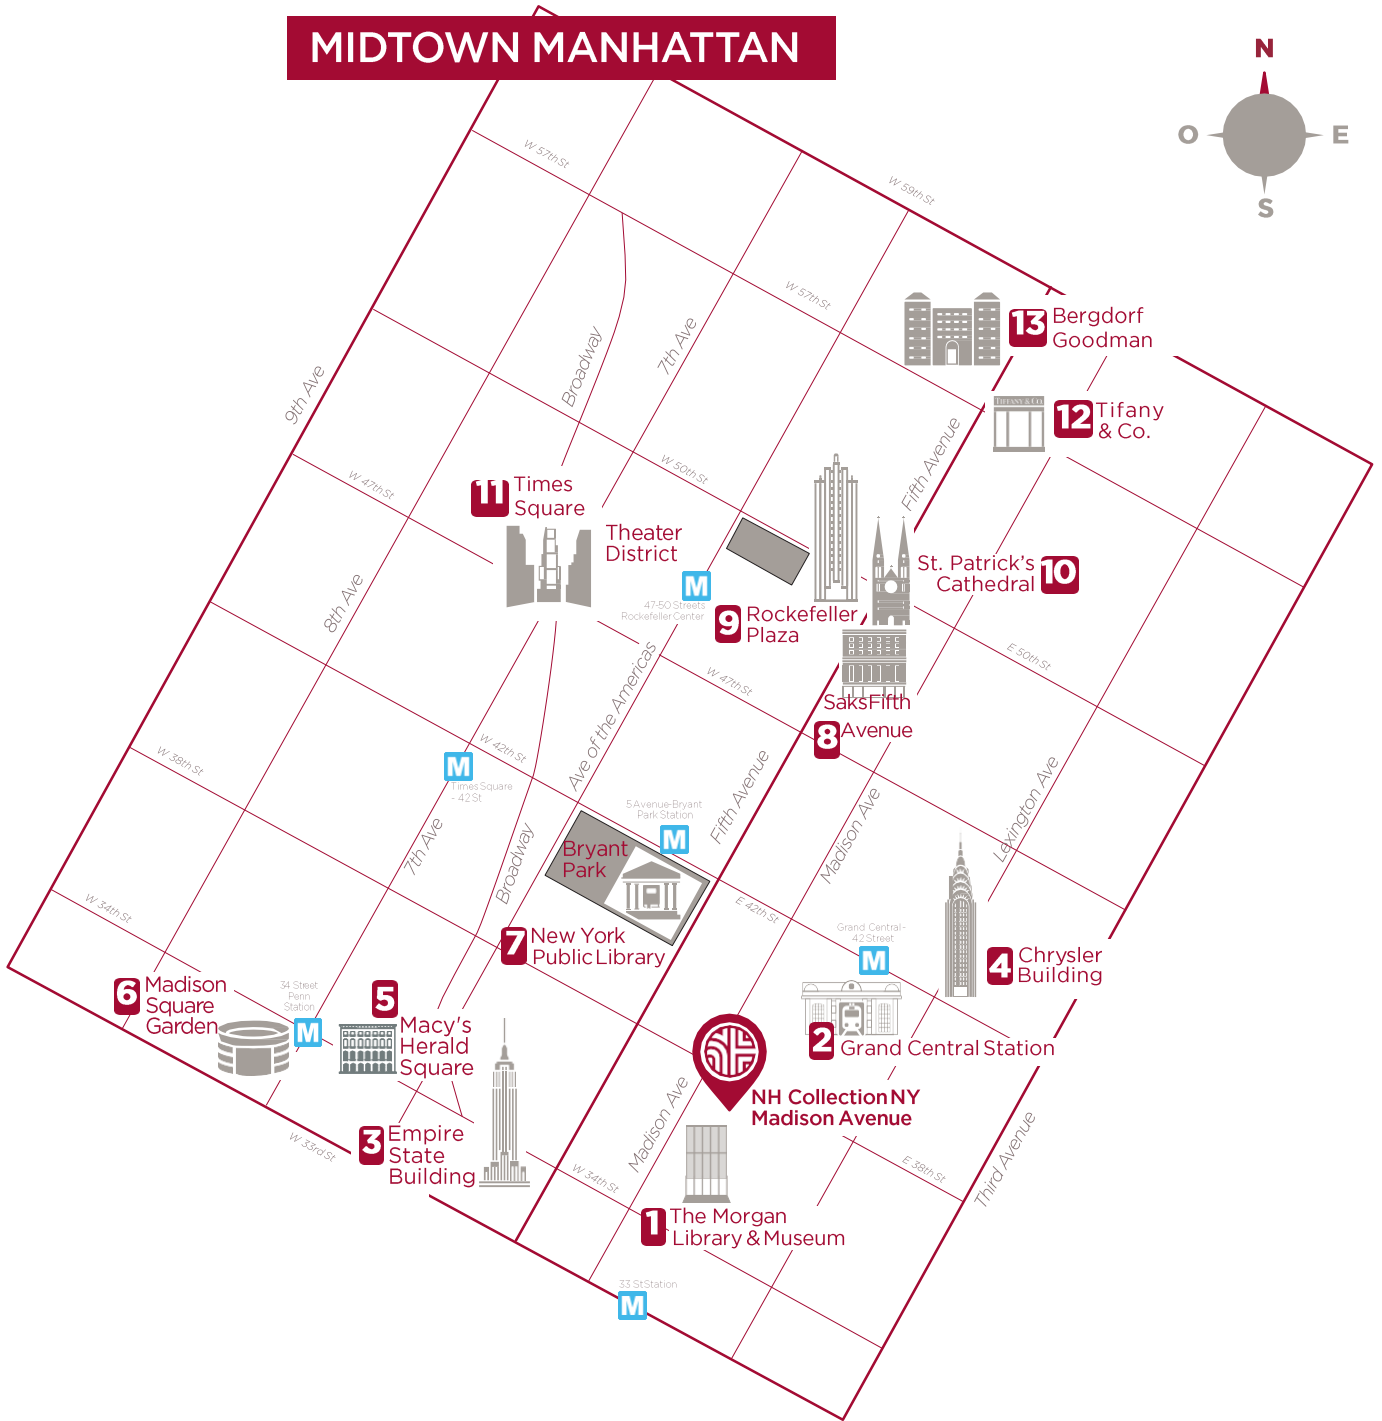 MIDTOWN MANHATTAN
N
O
E
S
W 57th St
W 59th St
W 57th St
13
Bergdorf
Goodman
Broadway
7th Ave
9th Ave
TIFFANY & CO.
12
Tifany
& Co.
Fifth Avenue
W 50th St
W 47th St
11
Times
Square
Theater
District
St. Patrick's
Cathedral
10
47-50 Streets
Rockefeller Center
M
9
Rockefeller
Plaza
8th Ave
E 50th St
Ave of the Americas
W 47th St
SaksFifth
Avenue
8
W 42th St
W 38th St
M
Times Square
- 42 St
5 Avenue-Bryant
Park Station
M
Fifth Avenue
Madison Ave
Lexington Ave
7th Ave
Broadway
Bryant
Park
W 34th St
E 42th St
7
New York
Public Library
Grand Central -
42 Street
M
4
Chrysler
Building
6
Madison
Square
Garden
34 Street
Penn
Station
M
5
Macy's
Herald
Square
2
Grand Central Station
NH Collection NY
Madison Avenue
Madison Ave
3
Empire
State
Building
W 33rd St
W 34th St
E 38th St
Third Avenue
1
The Morgan
Library & Museum
33 St Station
M